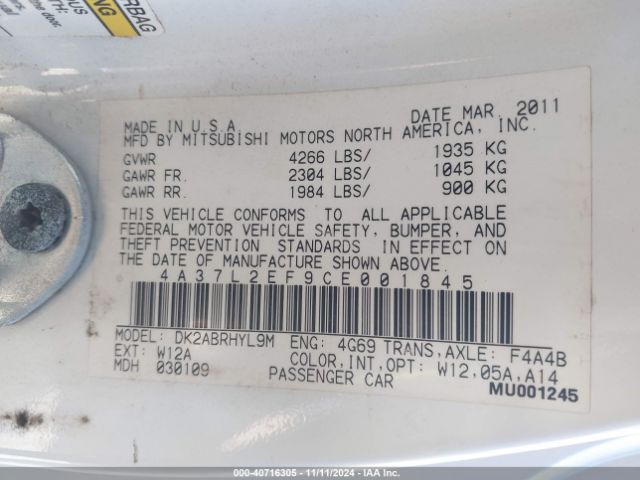 RBAG
NG
US
TH:
door,
MADE IN U.S.A. DATE MAR. 2011
MFD BY MITSUBISHI MOTORS NORTH AMERICA, INC.
GVWR 4266 LBS/ 1935 KG
GAWR FR. 2304 LBS/ 1045 KG
GAWR RR. 1984 LBS/ 900 KG
THIS VEHICLE CONFORMS TO ALL APPLICABLE
FEDERAL MOTOR VEHICLE SAFETY, BUMPER, AND
THEFT PREVENTION STANDARDS IN EFFECT ON
THE DATE OF MANUFACTURE SHOWN ABOVE.
4A37L2EF9CE001845
MODEL: DK2ABRHYL9M ENG: 4G69 TRANS,AXLE: F4A4B
EXT: W12A COLOR,INT,OPT: W12,05A,A14
MDH 030109 PASSENGER CAR
MU001245
000-40716305 - 11/11/2024 - IAA Inc.